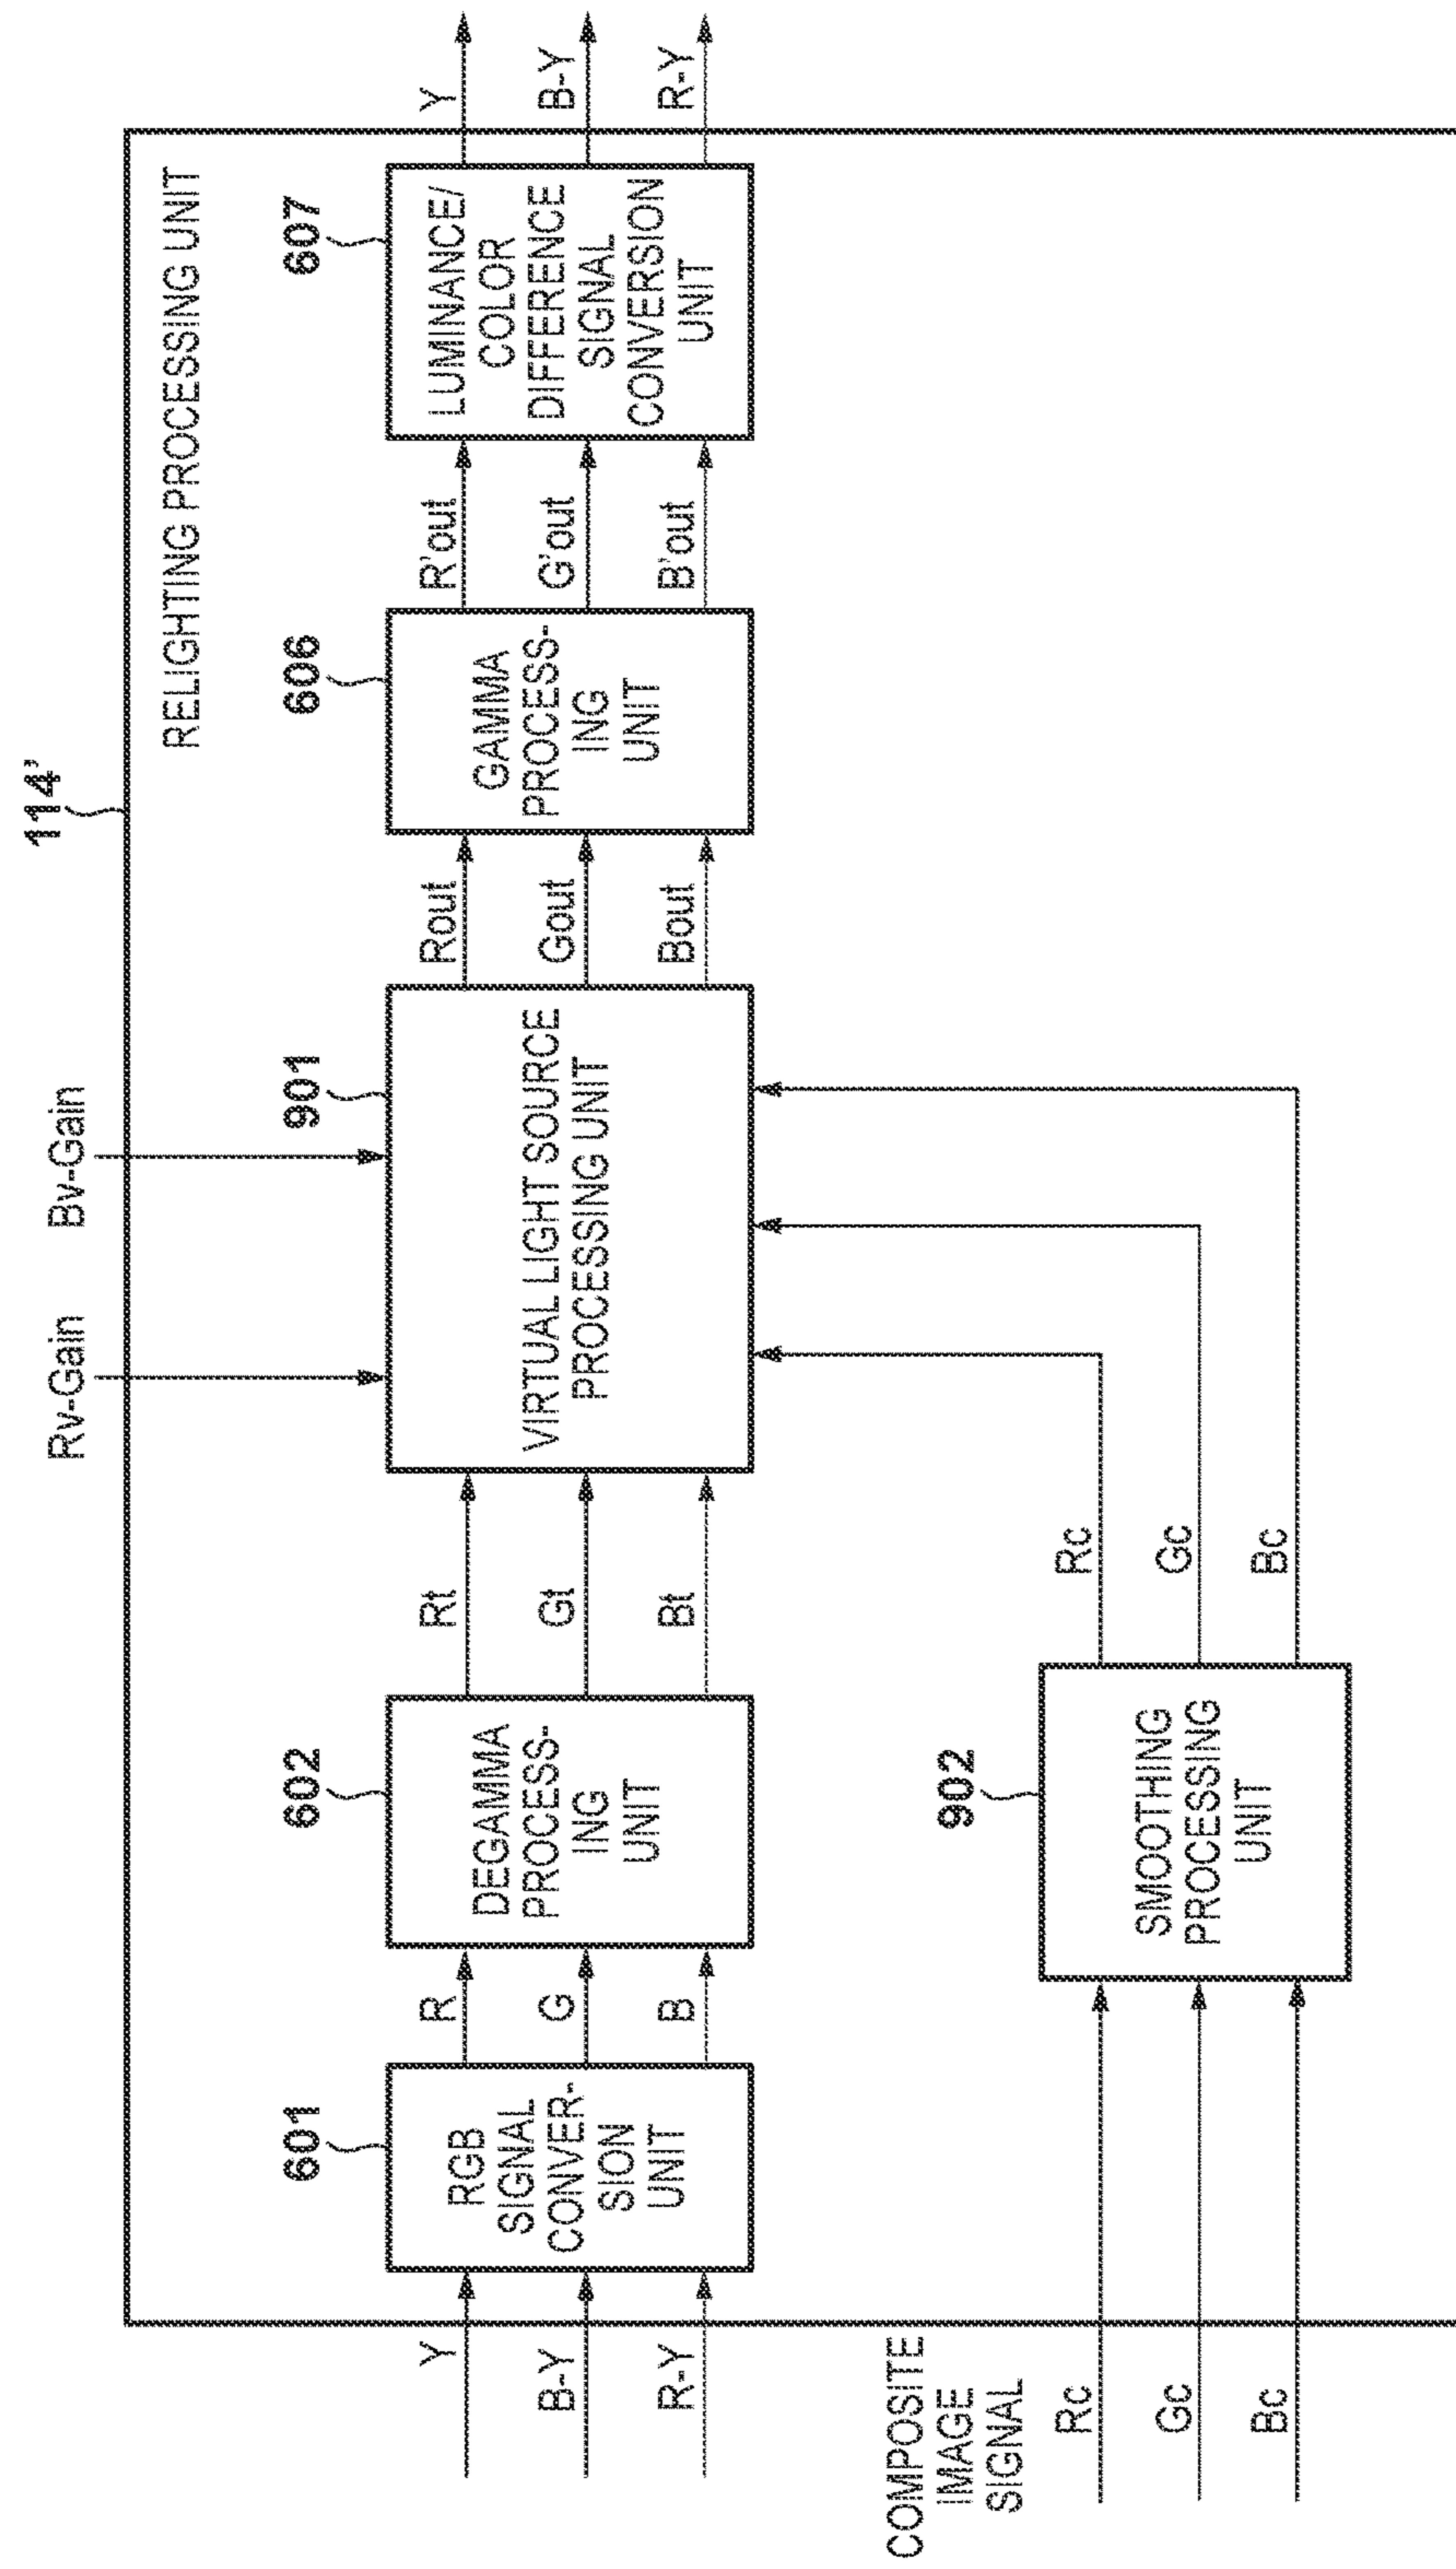 114'
RELIGHTING PROCESSING UNIT
Rv-Gain
Bv-Gain
601
602
901
606
607
Y
B-Y
R-Y
RGB
SIGNAL
CONVER-
SION
UNIT
R
G
B
DEGAMMA
PROCESS-
ING
UNIT
Rt
Gt
Bt
VIRTUAL LIGHT SOURCE
PROCESSING UNIT
Rout
Gout
Bout
GAMMA
PROCESS-
ING
UNIT
R'out
G'out
B'out
LUMINANCE/
COLOR
DIFFERENCE
SIGNAL
CONVERSION
UNIT
Y
B-Y
R-Y
COMPOSITE
IMAGE
SIGNAL
Rc
Gc
Bc
902
SMOOTHING
PROCESSING
UNIT
Rc
Gc
Bc